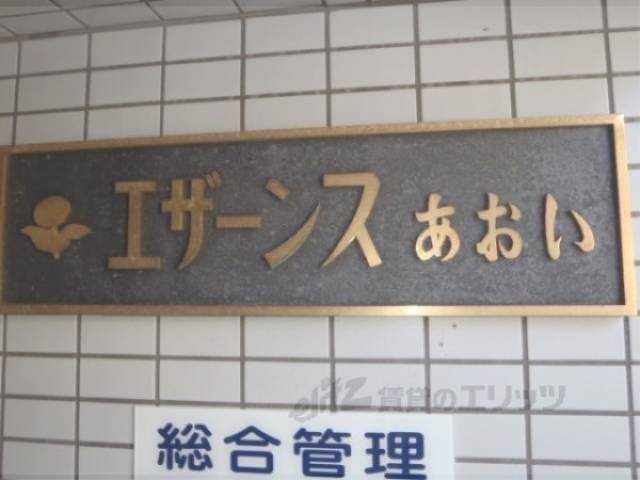 エザーンス あおい
elitz 賃貸のエリッツ
総合管理